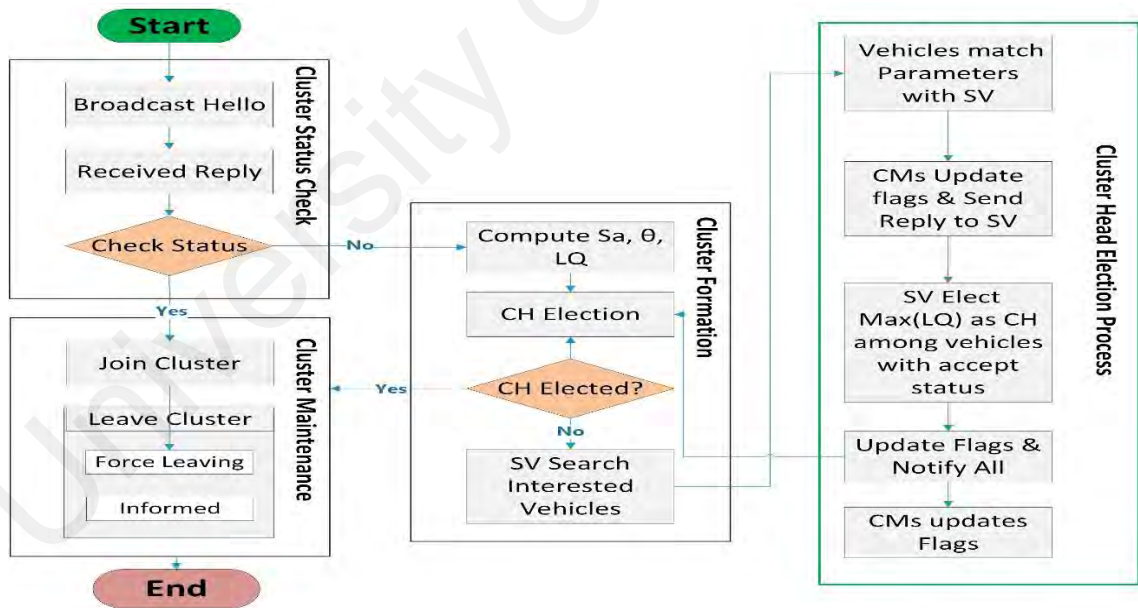 Start
Cluster Status Check
Broadcast Hello
Received Reply
Check Status
No
Yes
Cluster Maintenance
Join Cluster
Leave Cluster
Force Leaving
Informed
End
Cluster Formation
Compute Sa, θ,
LQ
CH Election
CH Elected?
Yes
No
SV Search
Interested
Vehicles
Cluster Head Election Process
Vehicles match
Parameters
with SV
CMs Update
flags & Send
Reply to SV
SV Elect
Max(LQ) as CH
among vehicles
with accept
status
Update Flags &
Notify All
CMs updates
Flags
University of